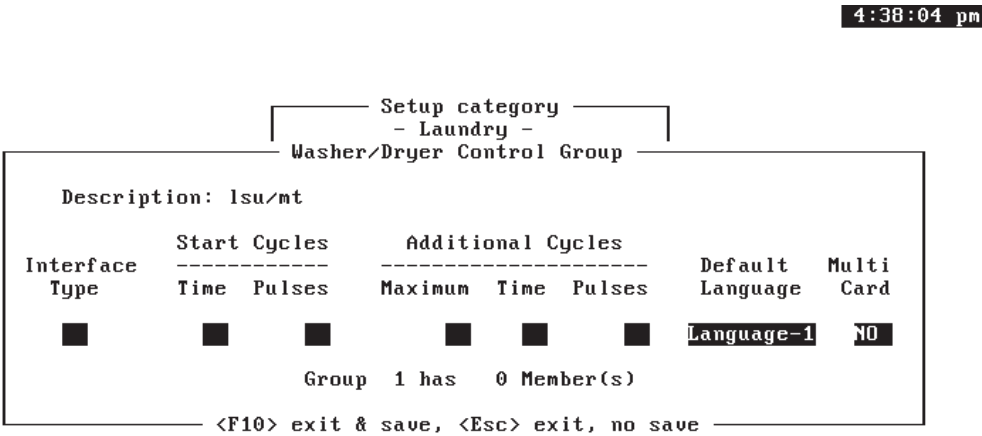 4:38:04 pm
Setup category
- Laundry -
Washer/Dryer Control Group
Description: lsu/mt
Start Cycles Additional Cycles
Interface ------------ --------------------- Default Multi
Type Time Pulses Maximum Time Pulses Language Card
Language-1 NO
Group 1 has 0 Member(s)
<F10> exit & save, <Esc> exit, no save